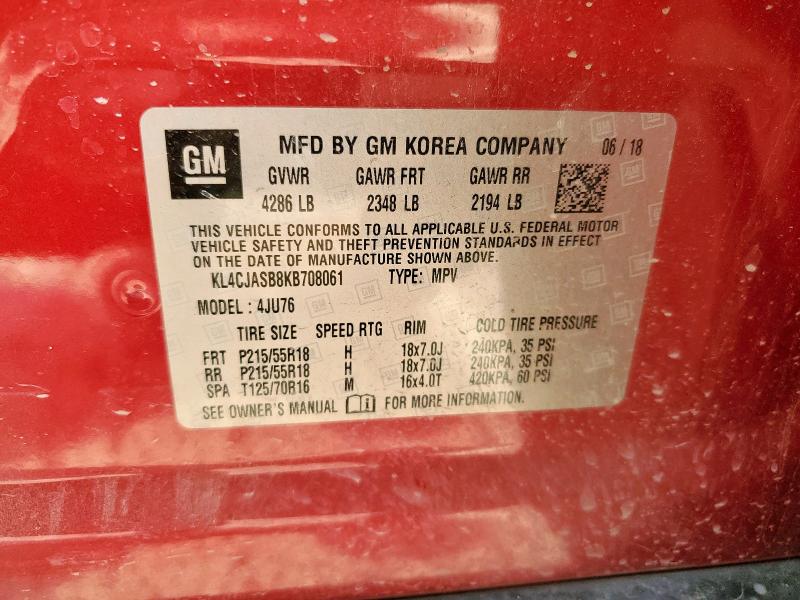 GM
MFD BY GM KOREA COMPANY 06 / 18
GVWR GAWR FRT GAWR RR
4286 LB 2348 LB 2194 LB
THIS VEHICLE CONFORMS TO ALL APPLICABLE U.S. FEDERAL MOTOR
VEHICLE SAFETY AND THEFT PREVENTION STANDARDS IN EFFECT
ON THE DATE OF MANUFACTURE SHOWN ABOVE.
KL4CJASB8KB708061 TYPE: MPV
MODEL : 4JU76
TIRE SIZE SPEED RTG RIM COLD TIRE PRESSURE
FRT P215/55R18 H 18x7.0J 240KPA, 35 PSI
RR P215/55R18 H 18x7.0J 240KPA, 35 PSI
SPA T125/70R16 M 16x4.0T 420KPA, 60 PSI
SEE OWNER'S MANUAL FOR MORE INFORMATION.